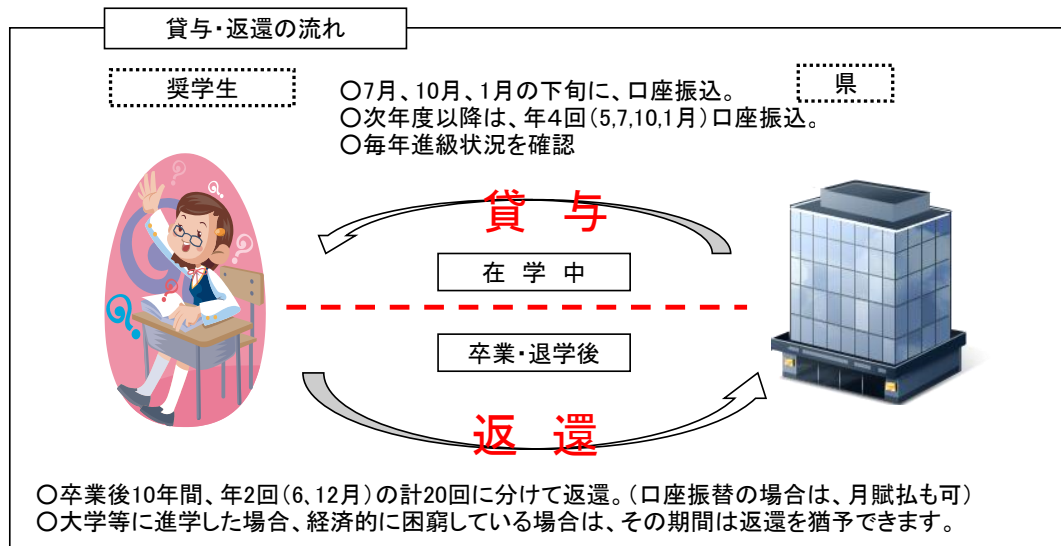 貸与・返還の流れ
奨学生
県
○7月、10月、1月の下旬に、口座振込。
○次年度以降は、年4回(5,7,10,1月)口座振込。
○毎年進級状況を確認
貸 与
在 学 中
卒業・退学後
返 還
○卒業後10年間、年2回(6、12月)の計20回に分けて返還。(口座振替の場合は、月賦払も可)
○大学等に進学した場合、経済的に困窮している場合は、その期間は返還を猶予できます。